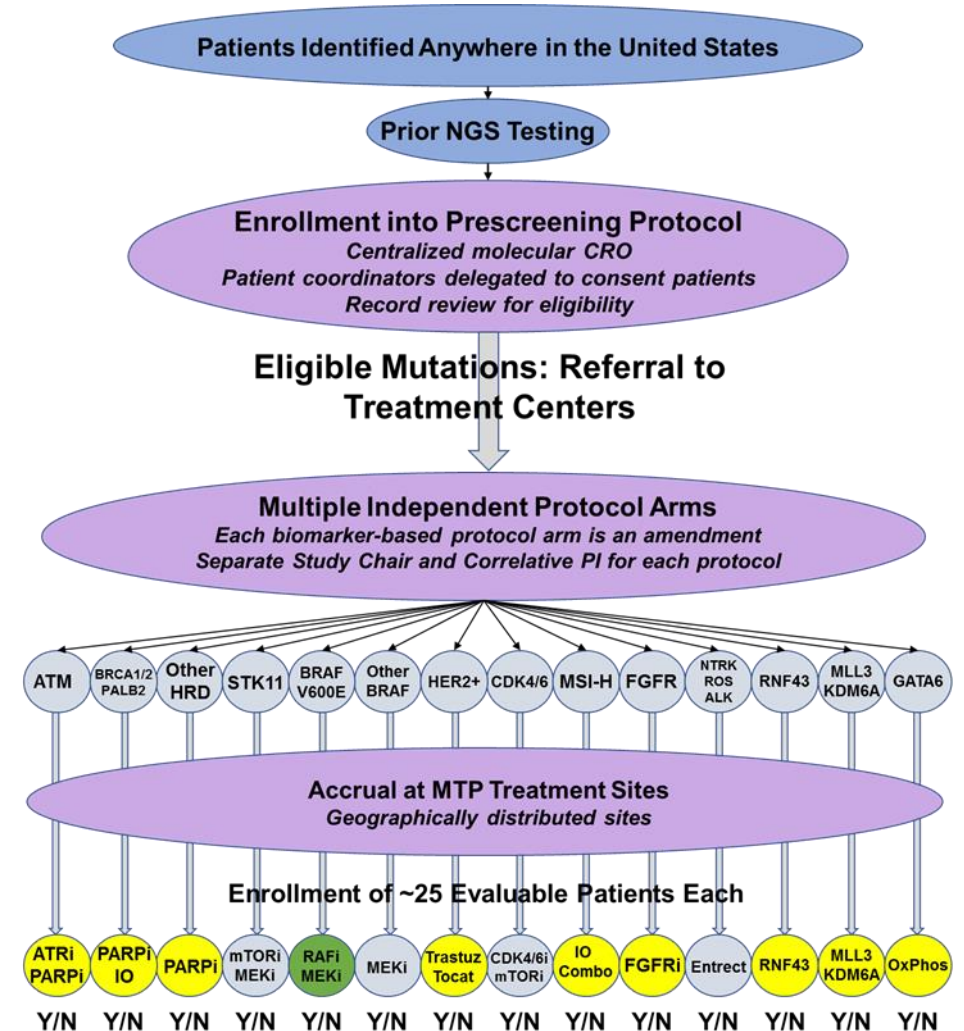 Patients Identified Anywhere in the United States
Prior NGS Testing
Enrollment into Prescreening Protocol
Centralized molecular CRO
Patient coordinators delegated to consent patients
Record review for eligibility
Eligible Mutations: Referral to
Treatment Centers
Multiple Independent Protocol Arms
Each biomarker-based protocol arm is an amendment
Separate Study Chair and Correlative PI for each protocol
ATM
BRCA1/2
PALB2
Other
HRD
STK11
BRAF
V600E
Other
BRAF
HER2+
CDK4/6
MSI-H
FGFR
NTRK
ROS
ALK
RNF43
MLL3
KDM6A
GATA6
Accrual at MTP Treatment Sites
Geographically distributed sites
Enrollment of ~25 Evaluable Patients Each
ATRi
PARPi
PARPi
IO
PARPi
mTORi
MEKi
RAFi
MEKi
MEKi
Trastuz
Tocat
CDK4/6i
mTORi
IO
Combo
FGFRi
Entrect
RNF43
MLL3
KDM6A
OxPhos
Y/N Y/N Y/N Y/N Y/N Y/N Y/N Y/N Y/N Y/N Y/N Y/N Y/N Y/N